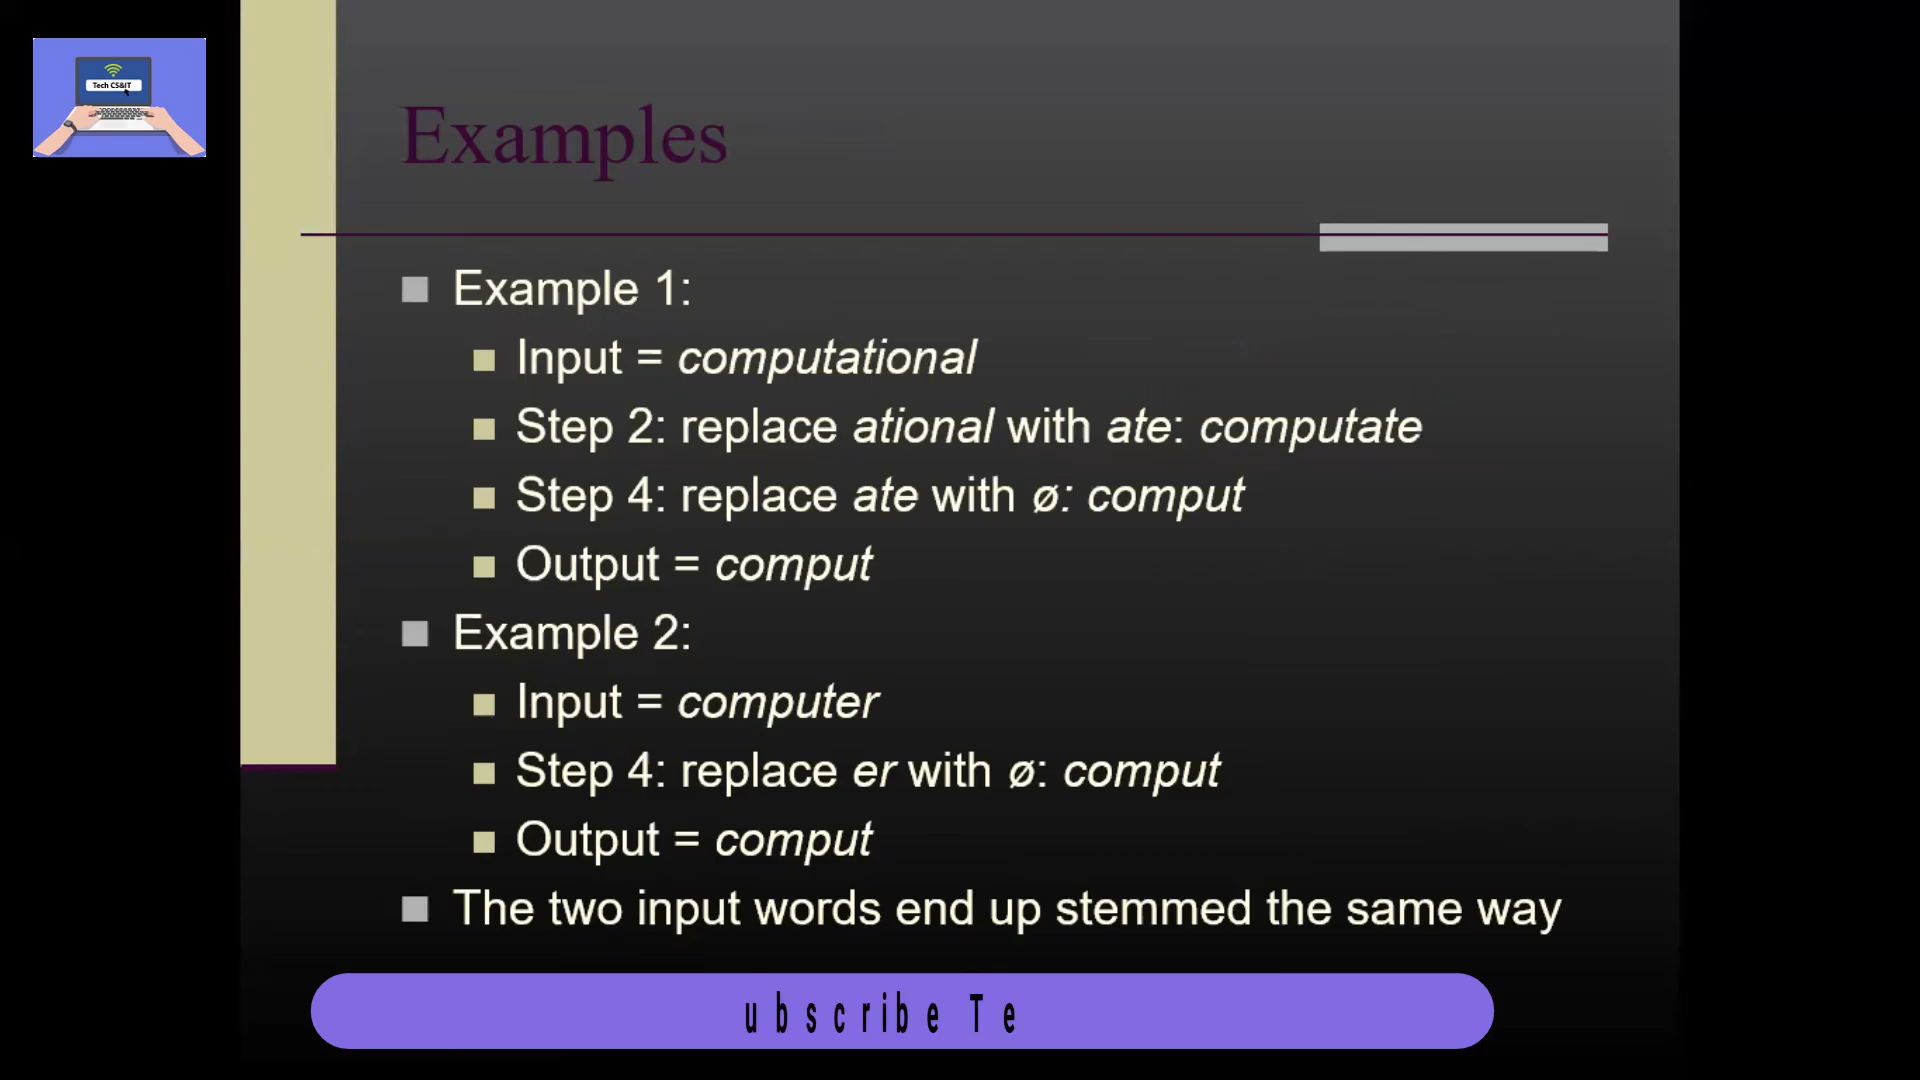 Tech CS&IT
Examples
Example 1:
Input = computational
Step 2: replace ational with ate: computate
Step 4: replace ate with ø: comput
Output = comput
Example 2:
Input = computer
Step 4: replace er with ø: comput
Output = comput
The two input words end up stemmed the same way
ubscribe Te